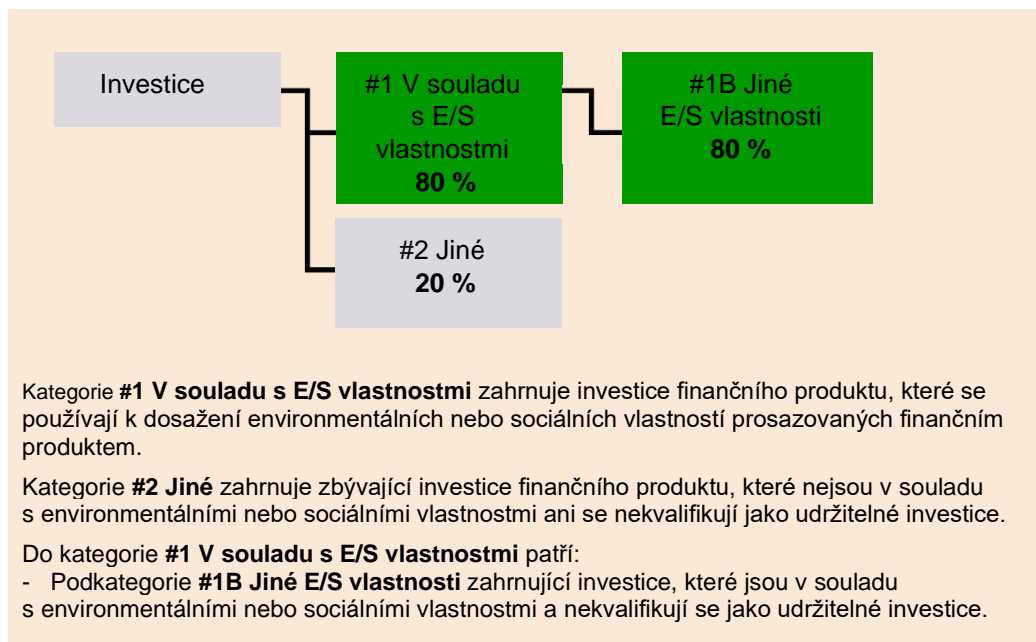 Investice
#1 V souladu
s E/S
vlastnostmi
80 %
#1B Jiné
E/S vlastnosti
80 %
#2 Jiné
20 %
Kategorie #1 V souladu s E/S vlastnostmi zahrnuje investice finančního produktu, které se
používají k dosažení environmentálních nebo sociálních vlastností prosazovaných finančním
produktem.
Kategorie #2 Jiné zahrnuje zbývající investice finančního produktu, které nejsou v souladu
s environmentálními nebo sociálními vlastnostmi ani se nekvalifikují jako udržitelné investice.
Do kategorie #1 V souladu s E/S vlastnostmi patří:
- Podkategorie #1B Jiné E/S vlastnosti zahrnující investice, které jsou v souladu
s environmentálními nebo sociálními vlastnostmi a nekvalifikují se jako udržitelné investice.